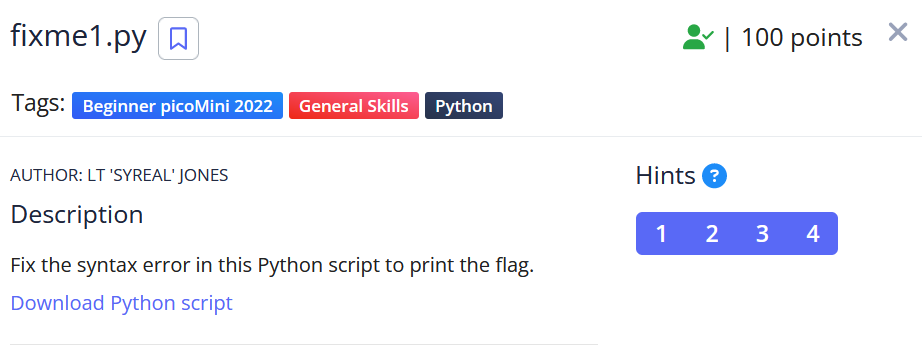 fixme1.py
| 100 points
Tags: Beginner picoMini 2022 General Skills Python
AUTHOR: LT 'SYREAL' JONES
Description
Fix the syntax error in this Python script to print the flag.
Download Python script
Hints ?
1 2 3 4